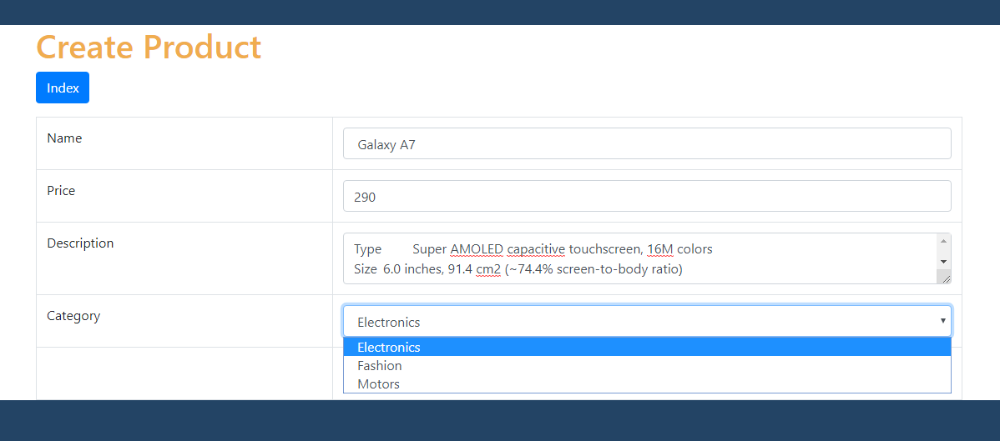 Create Product
Index
Name
Galaxy A7
Price
290
Description
Type Super AMOLED capacitive touchscreen, 16M colors
Size 6.0 inches, 91.4 cm2 (~74.4% screen-to-body ratio)
Category
Electronics
Electronics
Fashion
Motors